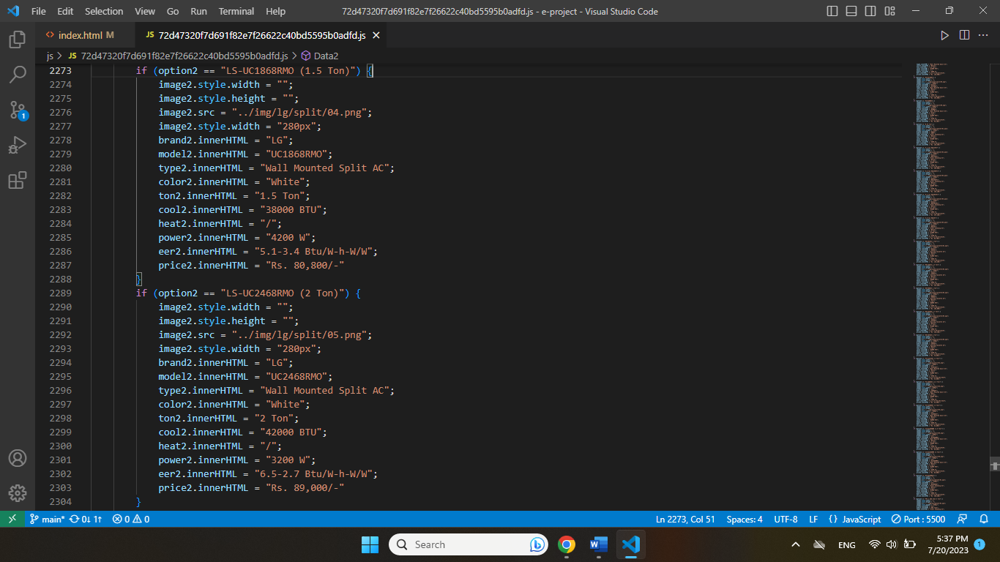 File Edit Selection View Go Run Terminal Help 72d47320f7d691f82e7f26622c40bd5595b0adfd.js - e-project - Visual Studio Code
index.html M JS 72d47320f7d691f82e7f26622c40bd5595b0adfd.js
js > JS 72d47320f7d691f82e7f26622c40bd5595b0adfd.js > Data2
2273 if (option2 == "LS-UC1868RMO (1.5 Ton)") {
2274 image2.style.width = "";
2275 image2.style.height = "";
2276 image2.src = "../img/lg/split/04.png";
2277 image2.style.width = "280px";
2278 brand2.innerHTML = "LG";
2279 model2.innerHTML = "UC1868RMO";
2280 type2.innerHTML = "Wall Mounted Split AC";
2281 color2.innerHTML = "White";
2282 ton2.innerHTML = "1.5 Ton";
2283 cool2.innerHTML = "38000 BTU";
2284 heat2.innerHTML = "/";
2285 power2.innerHTML = "4200 W";
2286 eer2.innerHTML = "5.1-3.4 Btu/W-h-W/W";
2287 price2.innerHTML = "Rs. 80,800/-"
2288 }
2289 if (option2 == "LS-UC2468RMO (2 Ton)") {
2290 image2.style.width = "";
2291 image2.style.height = "";
2292 image2.src = "../img/lg/split/05.png";
2293 image2.style.width = "280px";
2294 brand2.innerHTML = "LG";
2295 model2.innerHTML = "UC2468RMO";
2296 type2.innerHTML = "Wall Mounted Split AC";
2297 color2.innerHTML = "White";
2298 ton2.innerHTML = "2 Ton";
2299 cool2.innerHTML = "42000 BTU";
2300 heat2.innerHTML = "/";
2301 power2.innerHTML = "3200 W";
2302 eer2.innerHTML = "6.5-2.7 Btu/W-h-W/W";
2303 price2.innerHTML = "Rs. 89,000/-"
2304 }
1
main* 0↓ 1↑ 0 0 Ln 2273, Col 51 Spaces: 4 UTF-8 LF {} JavaScript Port : 5500
Search ENG 5:37 PM
7/20/2023 1